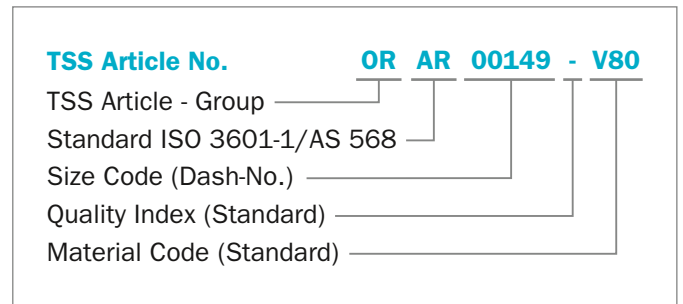 TSS Article No. OR AR 00149 - V80
TSS Article - Group
Standard ISO 3601-1/AS 568
Size Code (Dash-No.)
Quality Index (Standard)
Material Code (Standard)